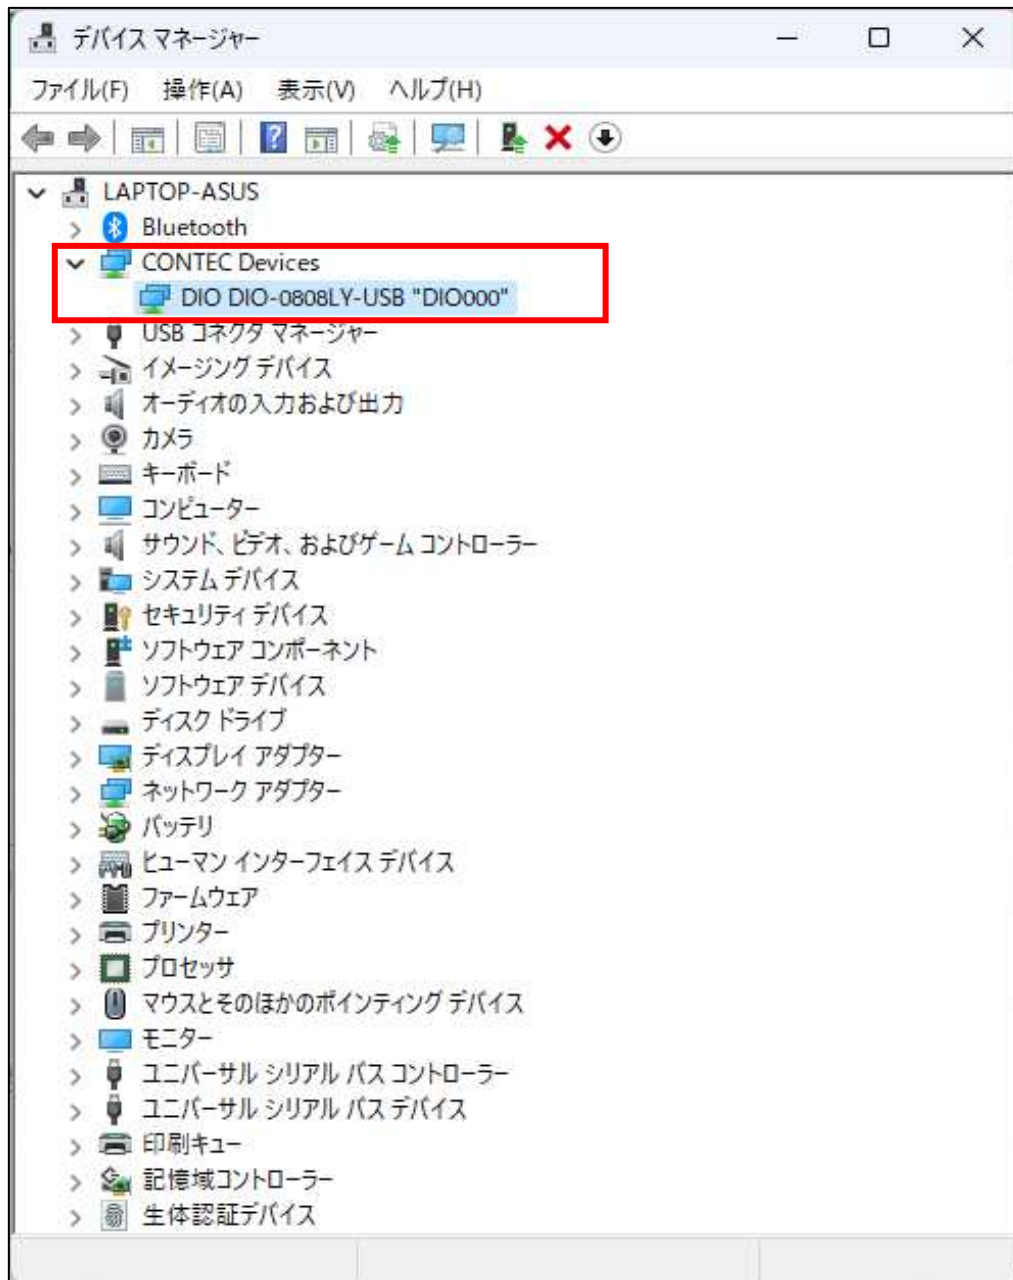 デバイス マネージャー
ファイル(F) 操作(A) 表示(V) ヘルプ(H)
LAPTOP-ASUS
Bluetooth
CONTEC Devices
DIO DIO-0808LY-USB "DIO000"
USB コネクタ マネージャー
イメージング デバイス
オーディオの入力および出力
カメラ
キーボード
コンピューター
サウンド、ビデオ、およびゲーム コントローラー
システム デバイス
セキュリティ デバイス
ソフトウェア コンポーネント
ソフトウェア デバイス
ディスク ドライブ
ディスプレイ アダプター
ネットワーク アダプター
バッテリ
ヒューマン インターフェイス デバイス
ファームウェア
プリンター
プロセッサ
マウスとそのほかのポインティング デバイス
モニター
ユニバーサル シリアル バス コントローラー
ユニバーサル シリアル バス デバイス
印刷キュー
記憶域コントローラー
生体認証デバイス